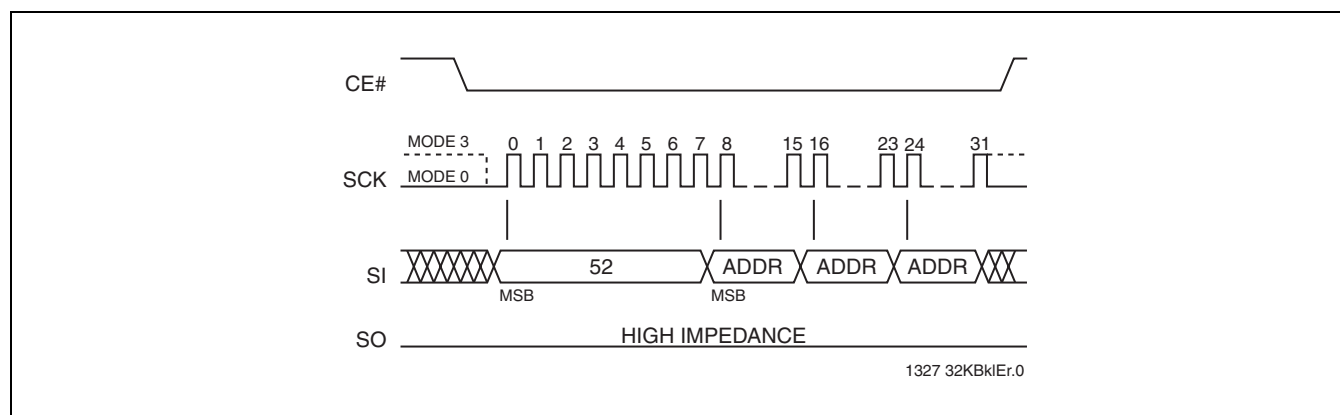 CE#
MODE 3
0 1 2 3 4 5 6 7 8 15 16 23 24 31
SCK
MODE 0
SI
52 ADDR ADDR ADDR
MSB MSB
SO
HIGH IMPEDANCE
1327 32KBklEr.0